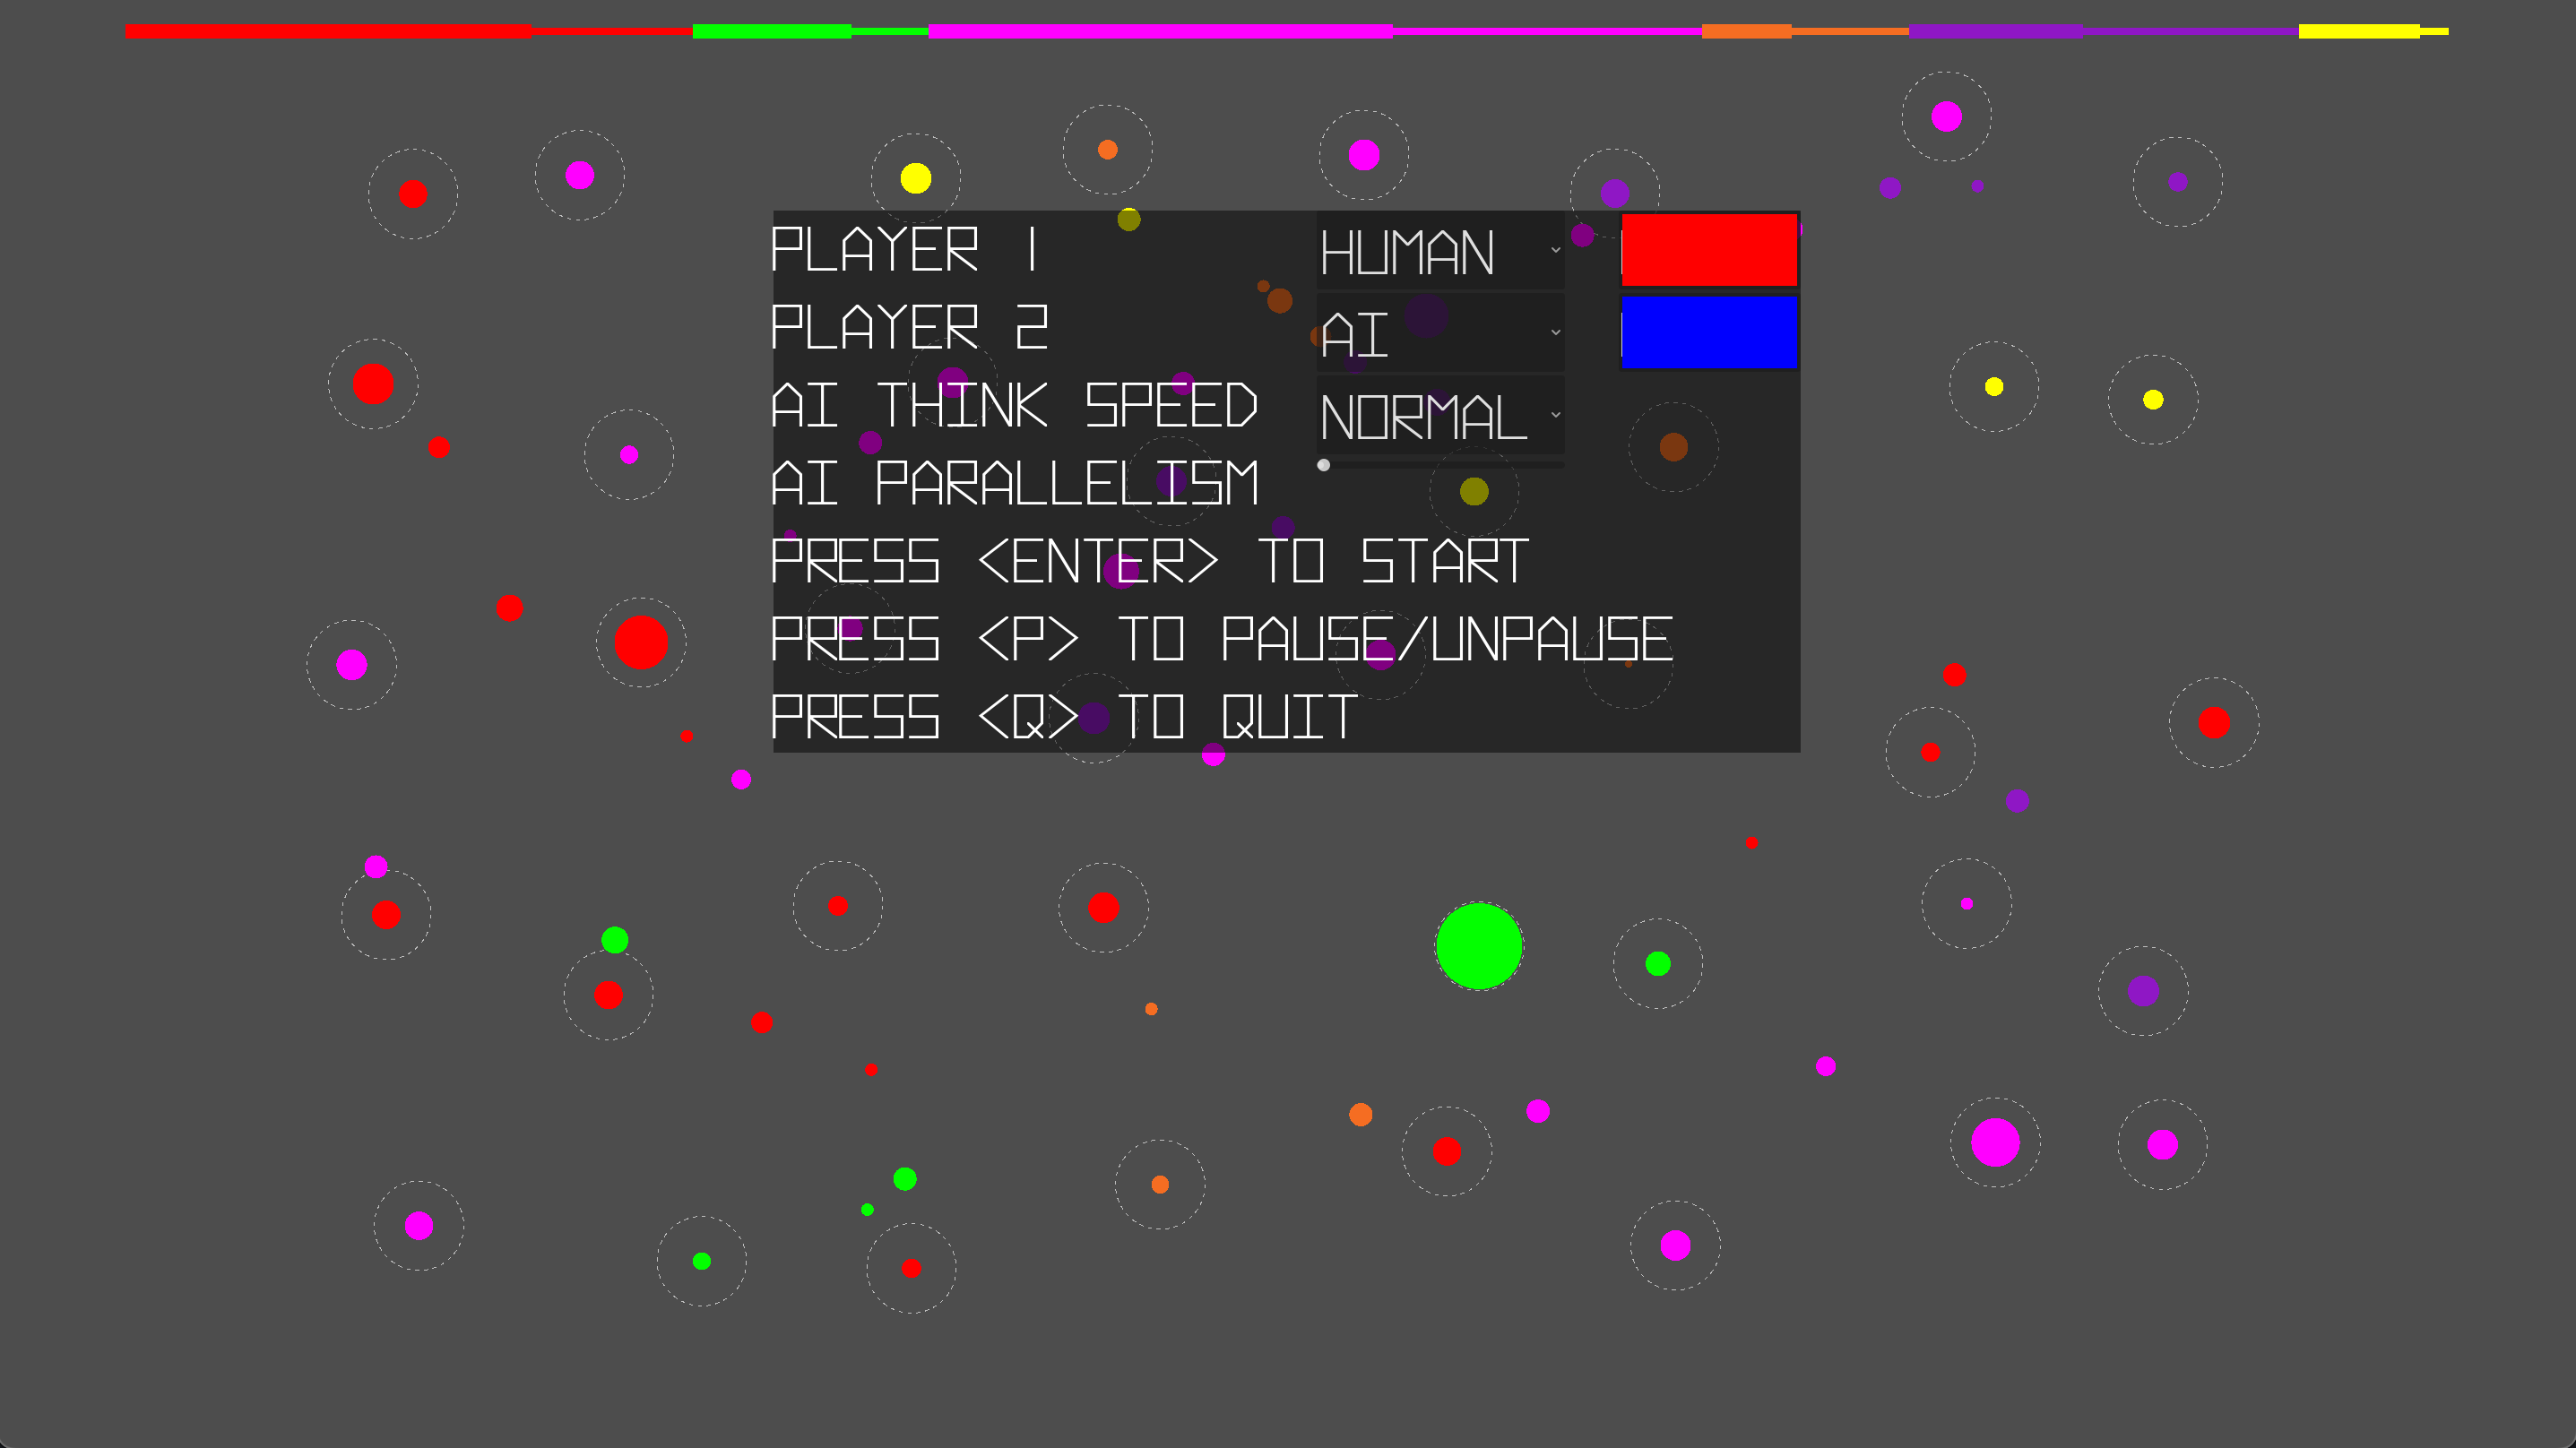 PLAYER 1 HUMAN
PLAYER 2 AI
AI THINK SPEED NORMAL
AI PARALLELISM
PRESS <ENTER> TO START
PRESS <P> TO PAUSE/UNPAUSE
PRESS <Q> TO QUIT